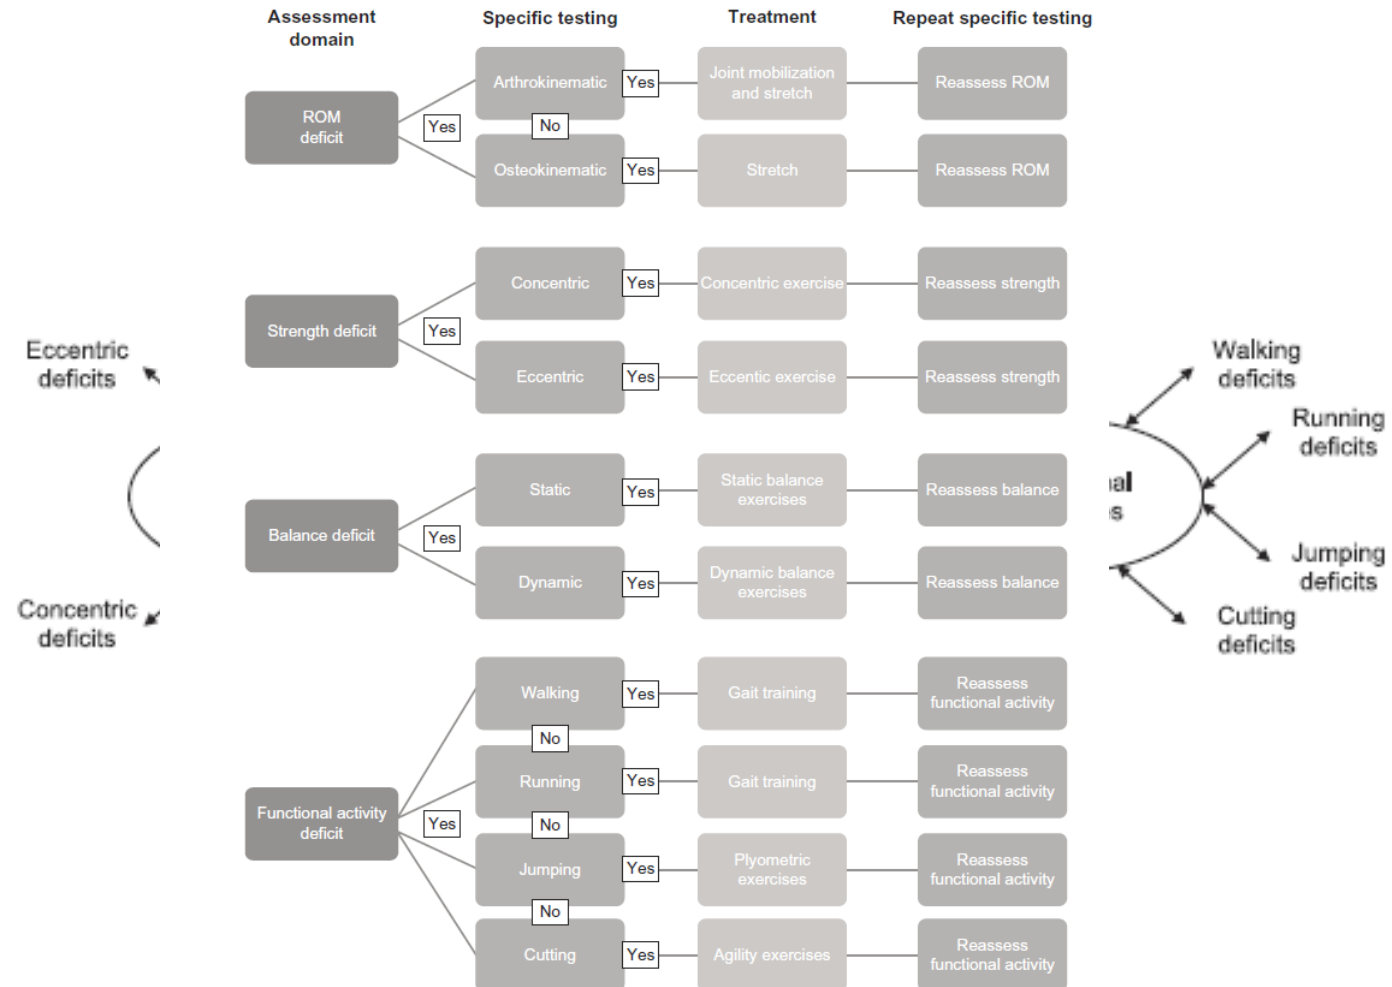 Assessment
domain
Specific testing
Treatment
Repeat specific testing
ROM
deficit
Yes
Arthrokinematic
Yes
Joint mobilization
and stretch
Reassess ROM
No
Osteokinematic
Yes
Stretch
Reassess ROM
Strength deficit
Yes
Concentric
Yes
Concentric exercise
Reassess strength
Eccentric
Yes
Eccentic exercise
Reassess strength
Balance deficit
Yes
Static
Yes
Static balance
exercises
Reassess balance
Dynamic
Yes
Dynamic balance
exercises
Reassess balance
Functional activity
deficit
Yes
Walking
Yes
Gait training
Reassess
functional activity
No
Running
Yes
Gait training
Reassess
functional activity
No
Jumping
Yes
Plyometric
exercises
Reassess
functional activity
No
Cutting
Yes
Agility exercises
Reassess
functional activity
Eccentric
deficits
Concentric
deficits
Walking
deficits
Running
deficits
Jumping
deficits
Cutting
deficits